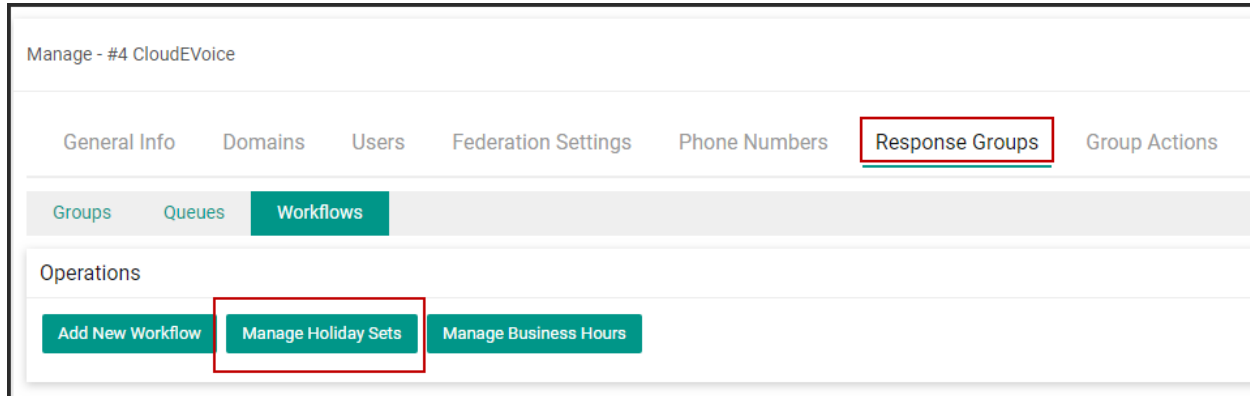 Manage - #4 CloudEVoice
General Info Domains Users Federation Settings Phone Numbers Response Groups Group Actions
Groups Queues Workflows
Operations
Add New Workflow Manage Holiday Sets Manage Business Hours